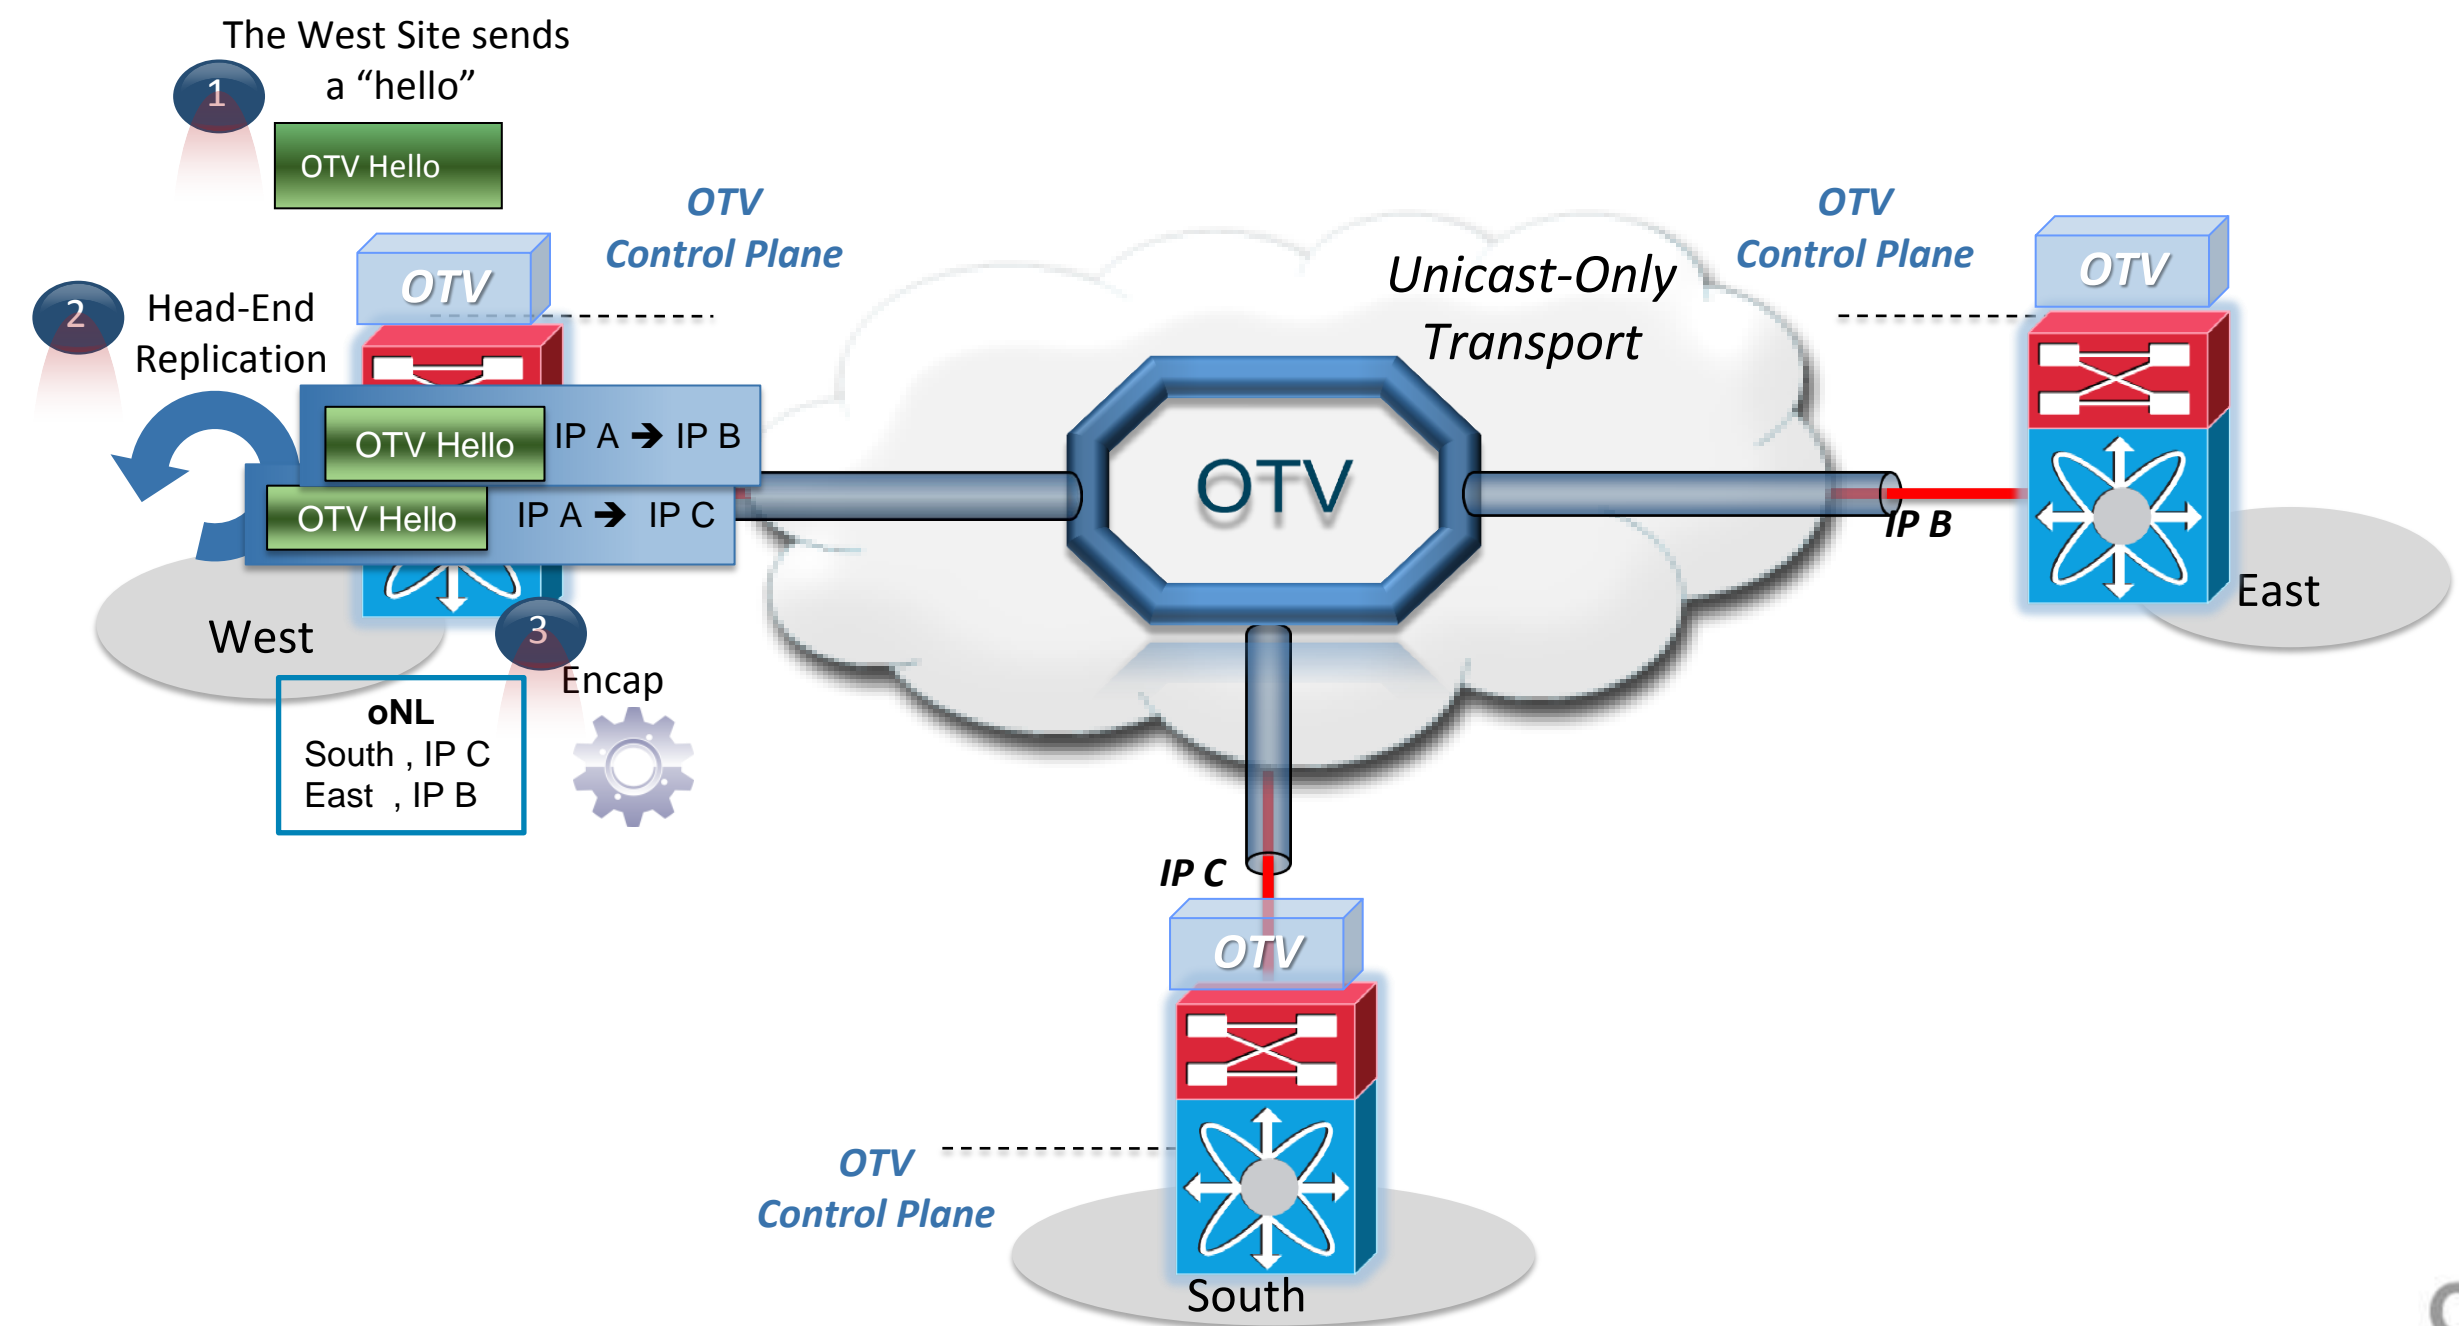 The West Site sends
a “hello”
1
OTV Hello
OTV
Control Plane
OTV
Control Plane
OTV
OTV
Unicast-Only
Transport
2
Head-End
Replication
OTV Hello IP A ➔ IP B
OTV Hello IP A ➔ IP C
OTV
IP B
East
West
3
Encap
oNL
South , IP C
East , IP B
IP C
OTV
OTV
Control Plane
South